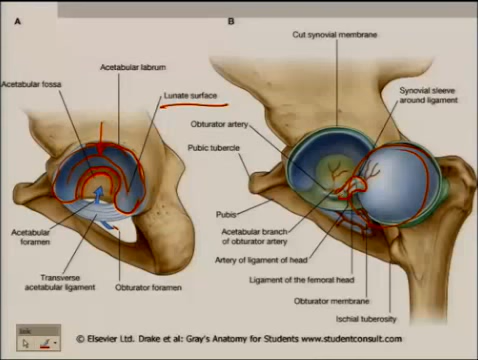 A
B
Cut synovial membrane
Acetabular labrum
Acetabular fossa
Lunate surface
Synovial sleeve
around ligament
Obturator artery
Pubic tubercle
Pubis
Acetabular branch
of obturator artery
Acetabular
foramen
Artery of ligament of head
Transverse
acetabular ligament
Obturator foramen
Ligament of the femoral head
Obturator membrane
Ischial tuberosity
© Elsevier Ltd. Drake et al: Gray's Anatomy for Students www.studentconsult.com